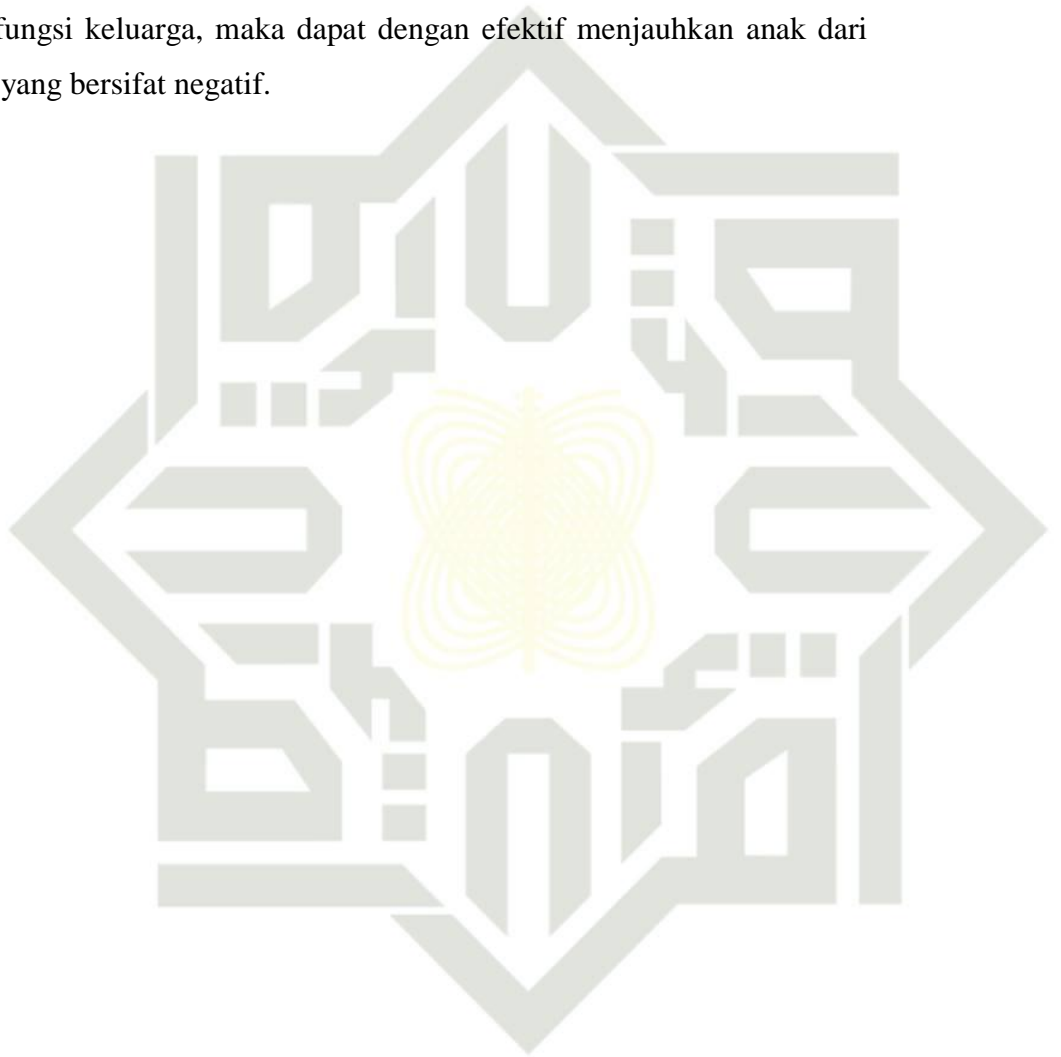 fungsi keluarga, maka dapat dengan efektif menjauhkan anak dari
yang bersifat negatif.